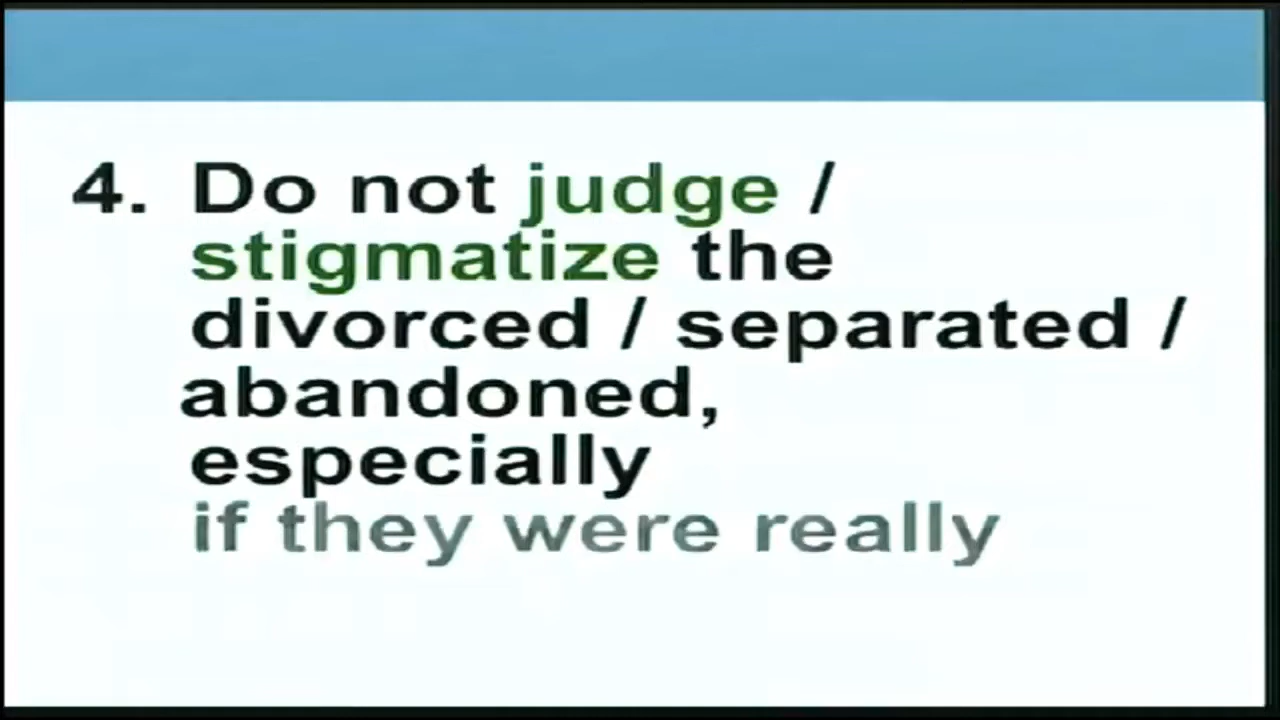 4. Do not judge /
stigmatize the
divorced / separated /
abandoned,
especially
if they were really